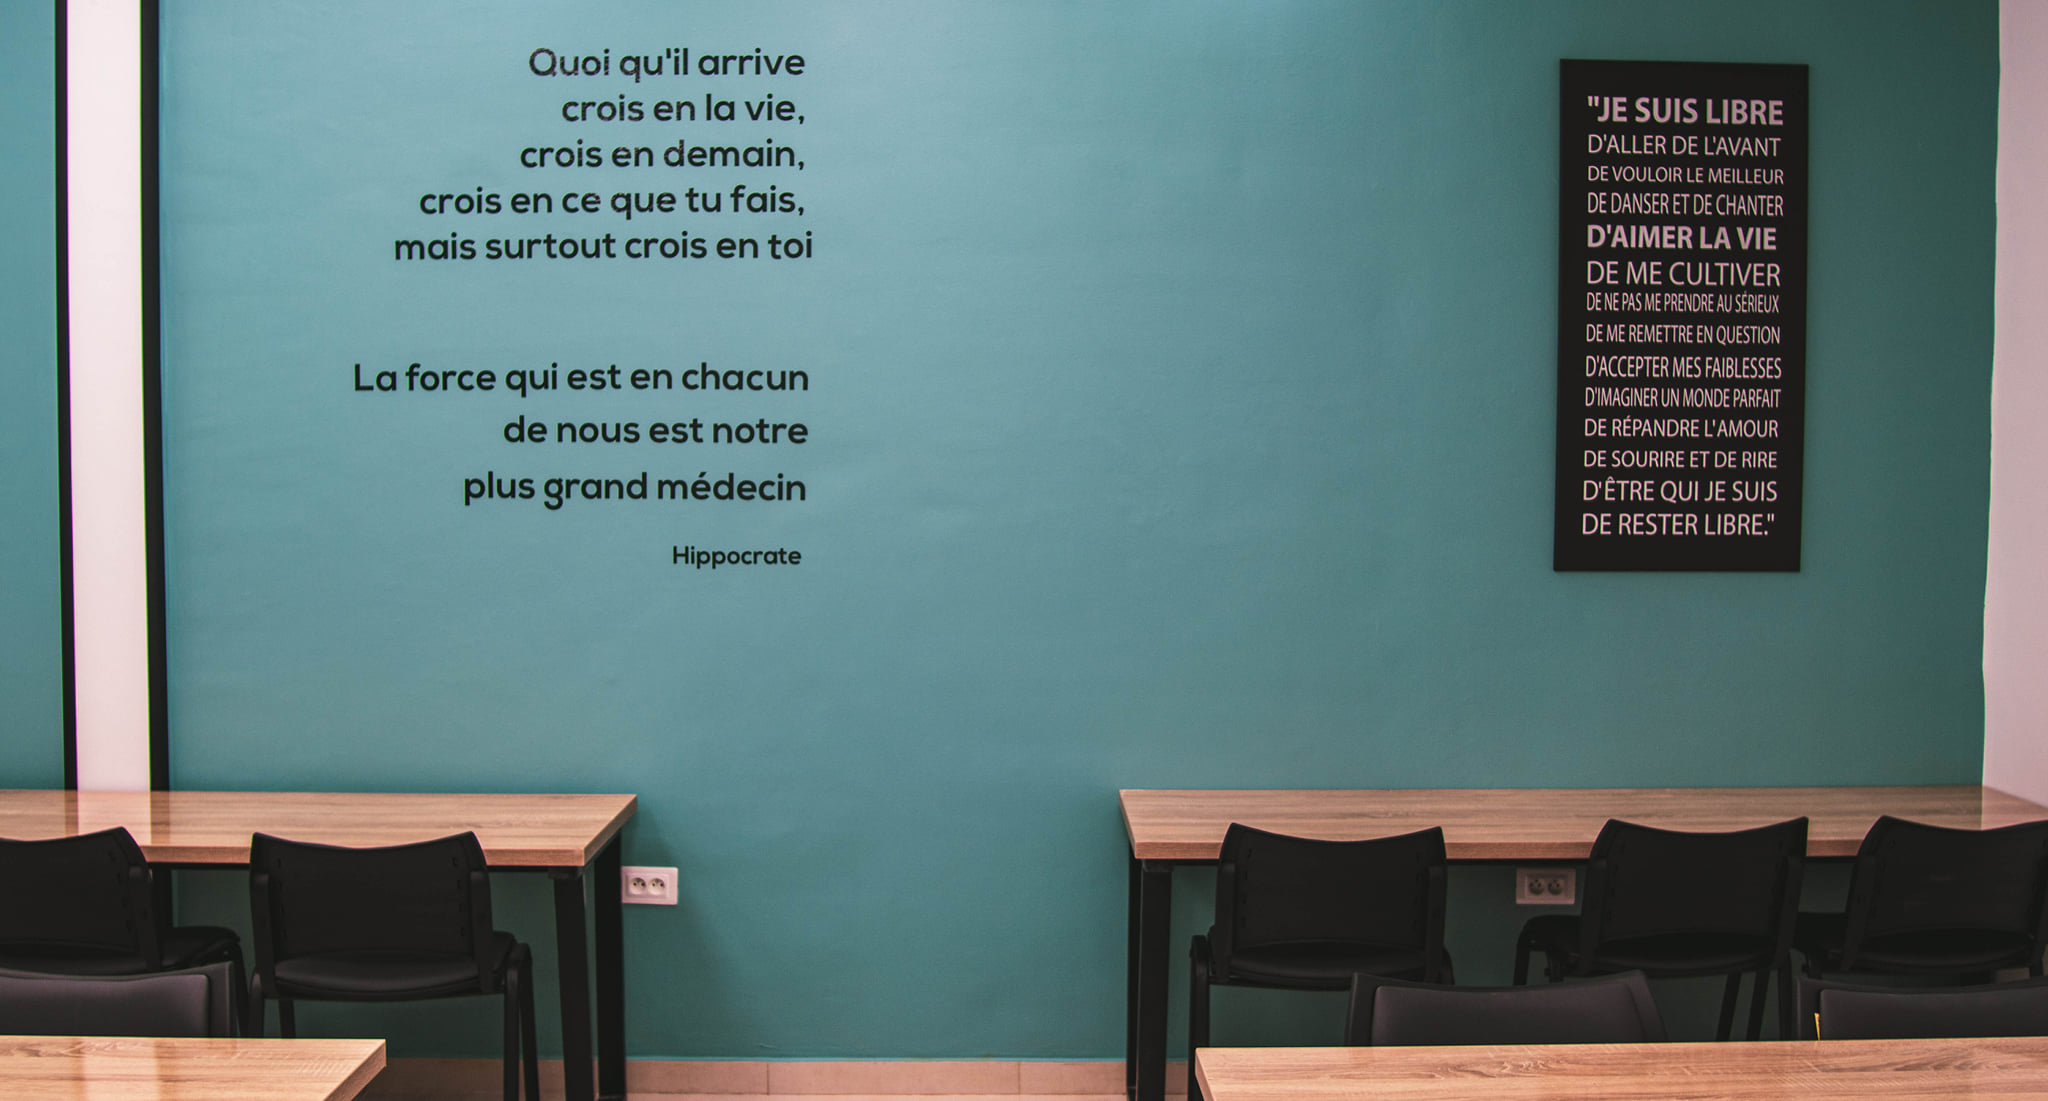 Quoi qu'il arrive
crois en la vie,
crois en demain,
crois en ce que tu fais,
mais surtout crois en toi
La force qui est en chacun
de nous est notre
plus grand médecin
Hippocrate
"JE SUIS LIBRE
D'ALLER DE L'AVANT
DE VOULOIR LE MEILLEUR
DE DANSER ET DE CHANTER
D'AIMER LA VIE
DE ME CULTIVER
DE NE PAS ME PRENDRE AU SÉRIEUX
DE ME REMETTRE EN QUESTION
D'ACCEPTER MES FAIBLESSES
D'IMAGINER UN MONDE PARFAIT
DE RÉPANDRE L'AMOUR
DE SOURIRE ET DE RIRE
D'ÊTRE QUI JE SUIS
DE RESTER LIBRE."